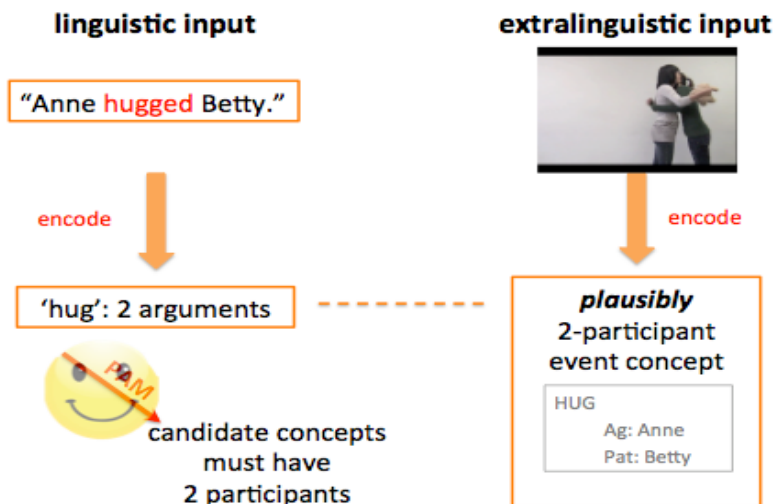 linguistic input
extralinguistic input
“Anne hugged Betty.”
encode
encode
‘hug’: 2 arguments
plausibly
2-participant
event concept
HUG
Ag: Anne
Pat: Betty
PAM
candidate concepts
must have
2 participants